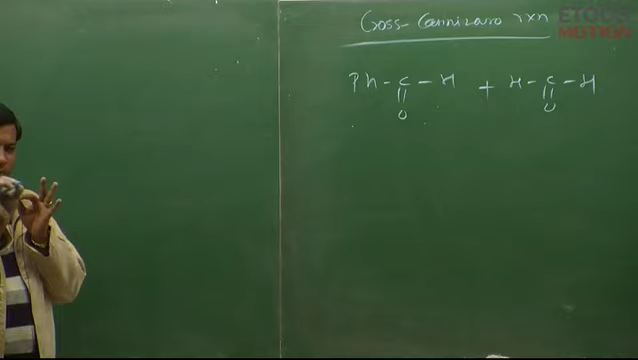 Cross-Cannizaro rxn
ETOOS
MOTION
Ph - C - H + H - C - H
|| ||
O O